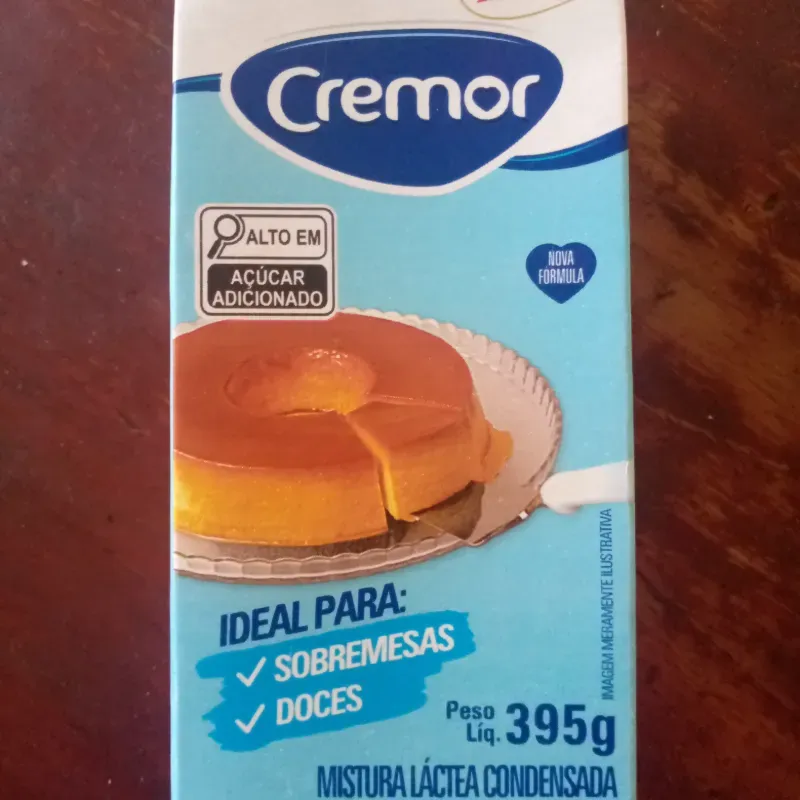 Cremor
ALTO EM
AÇÚCAR
ADICIONADO
NOVA
FÓRMULA
IDEAL PARA:
✓ SOBREMESAS
✓ DOCES
Peso
Líq. 395g
IMAGEM MERAMENTE ILUSTRATIVA
MISTURA LÁCTEA CONDENSADA